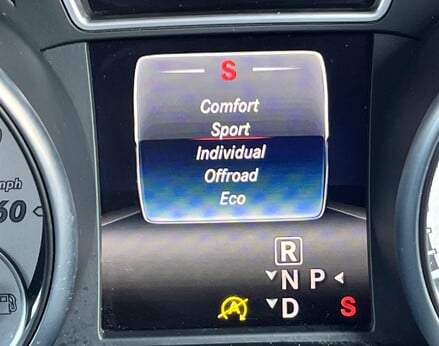 S
Comfort
Sport
Individual
Offroad
Eco
mph
60
R
N P
A D S